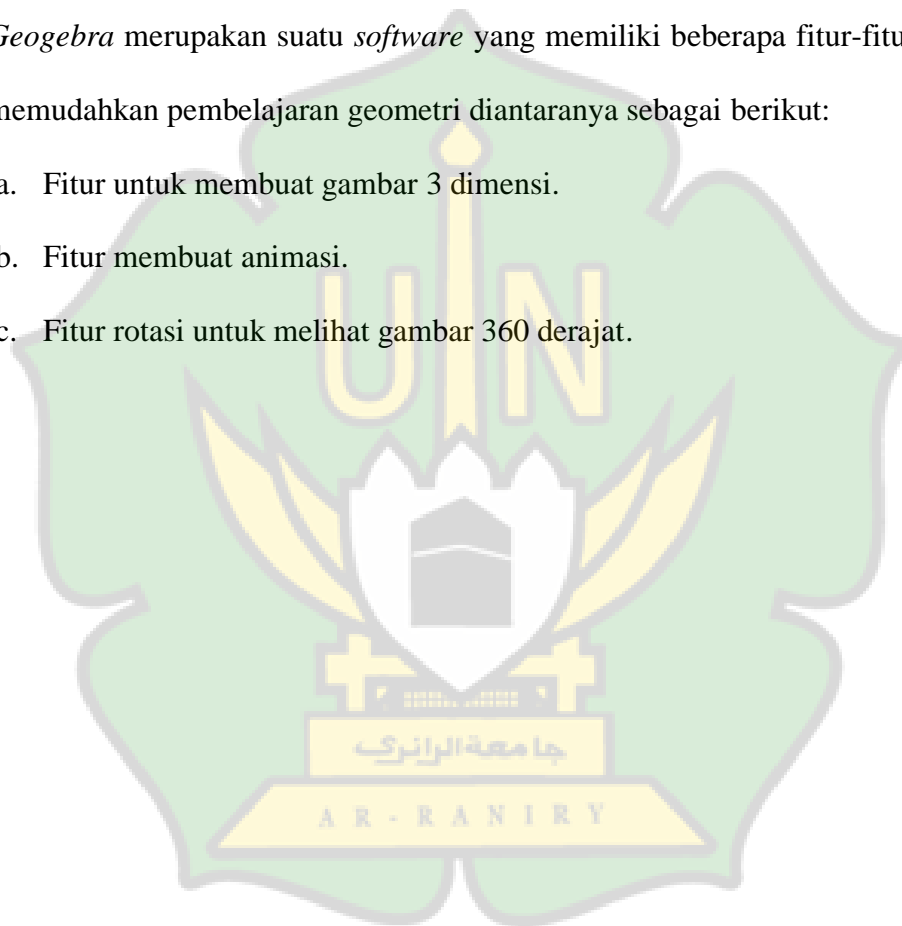 Geogebra merupakan suatu software yang memiliki beberapa fitur-fitu
memudahkan pembelajaran geometri diantaranya sebagai berikut:
a. Fitur untuk membuat gambar 3 dimensi.
b. Fitur membuat animasi.
c. Fitur rotasi untuk melihat gambar 360 derajat.
UIN
جامعة الرانري
AR-RANIRY